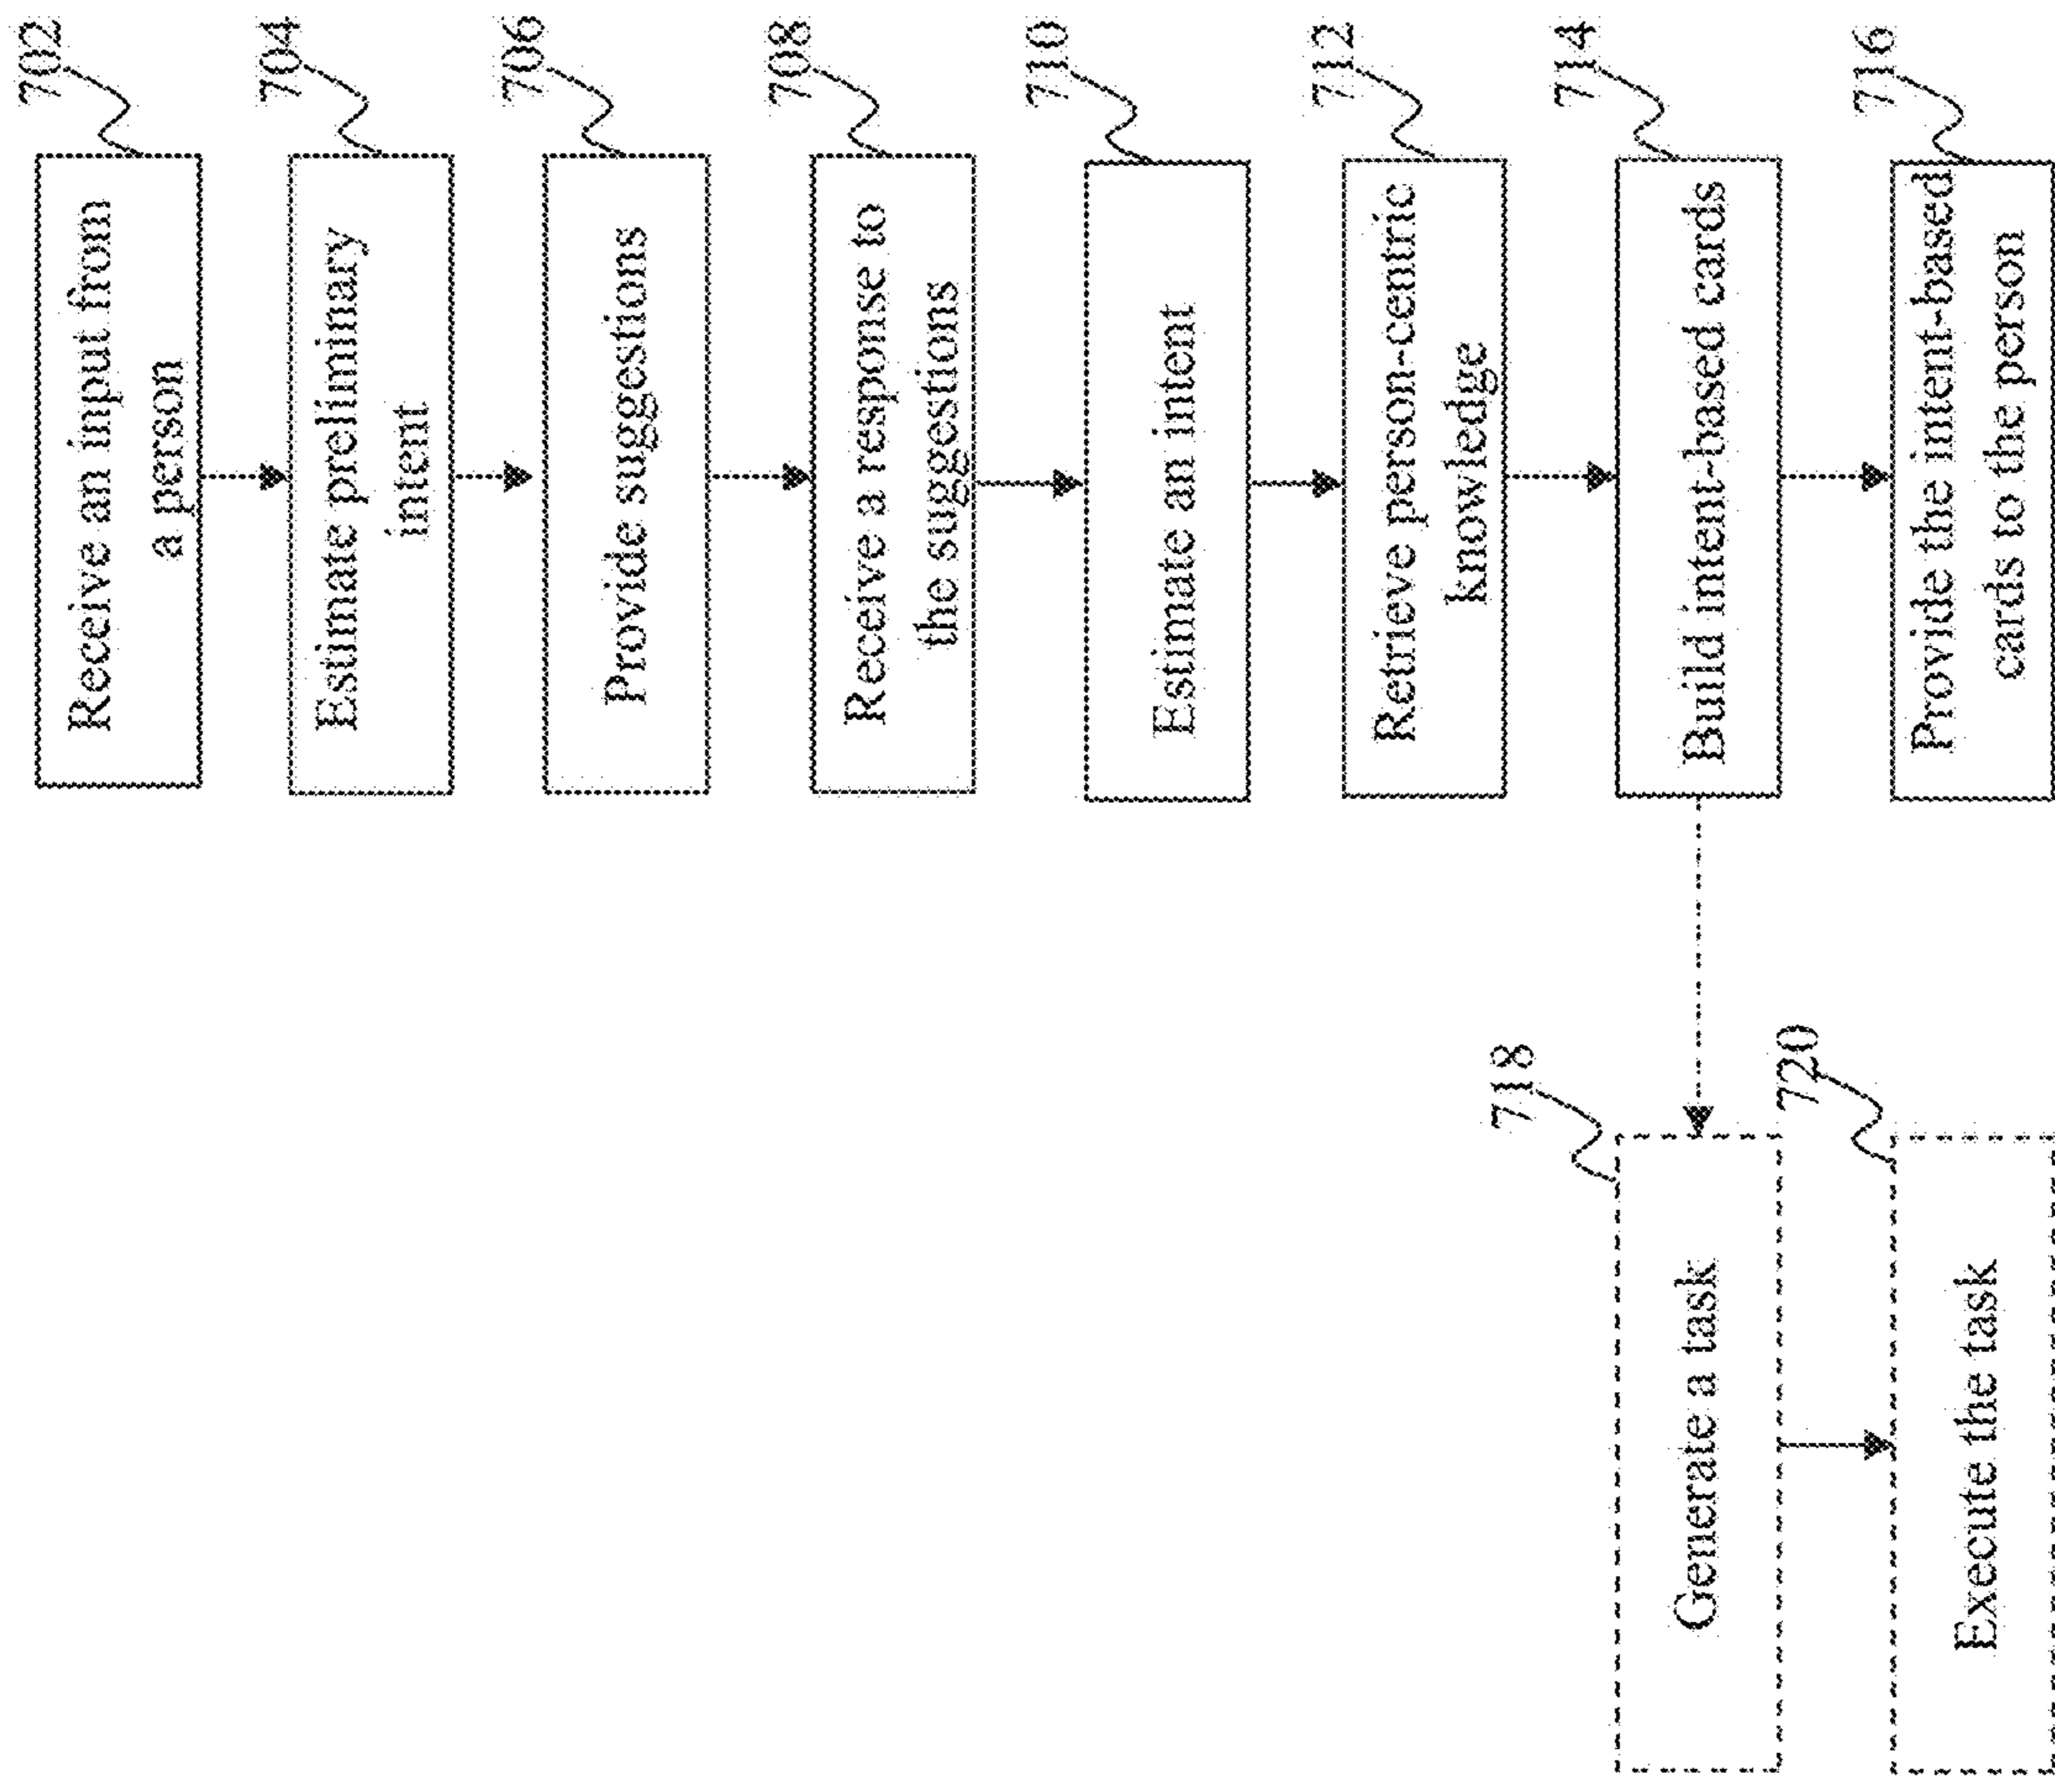 702
Receive an input from
a person
704
Estimate preliminary
intent
706
Provide suggestions
708
Receive a response to
the suggestions
710
Estimate an intent
712
Retrieve person-centric
knowledge
714
Build intent-based cards
716
Provide the intent-based
cards to the person
718
Generate a task
720
Execute the task